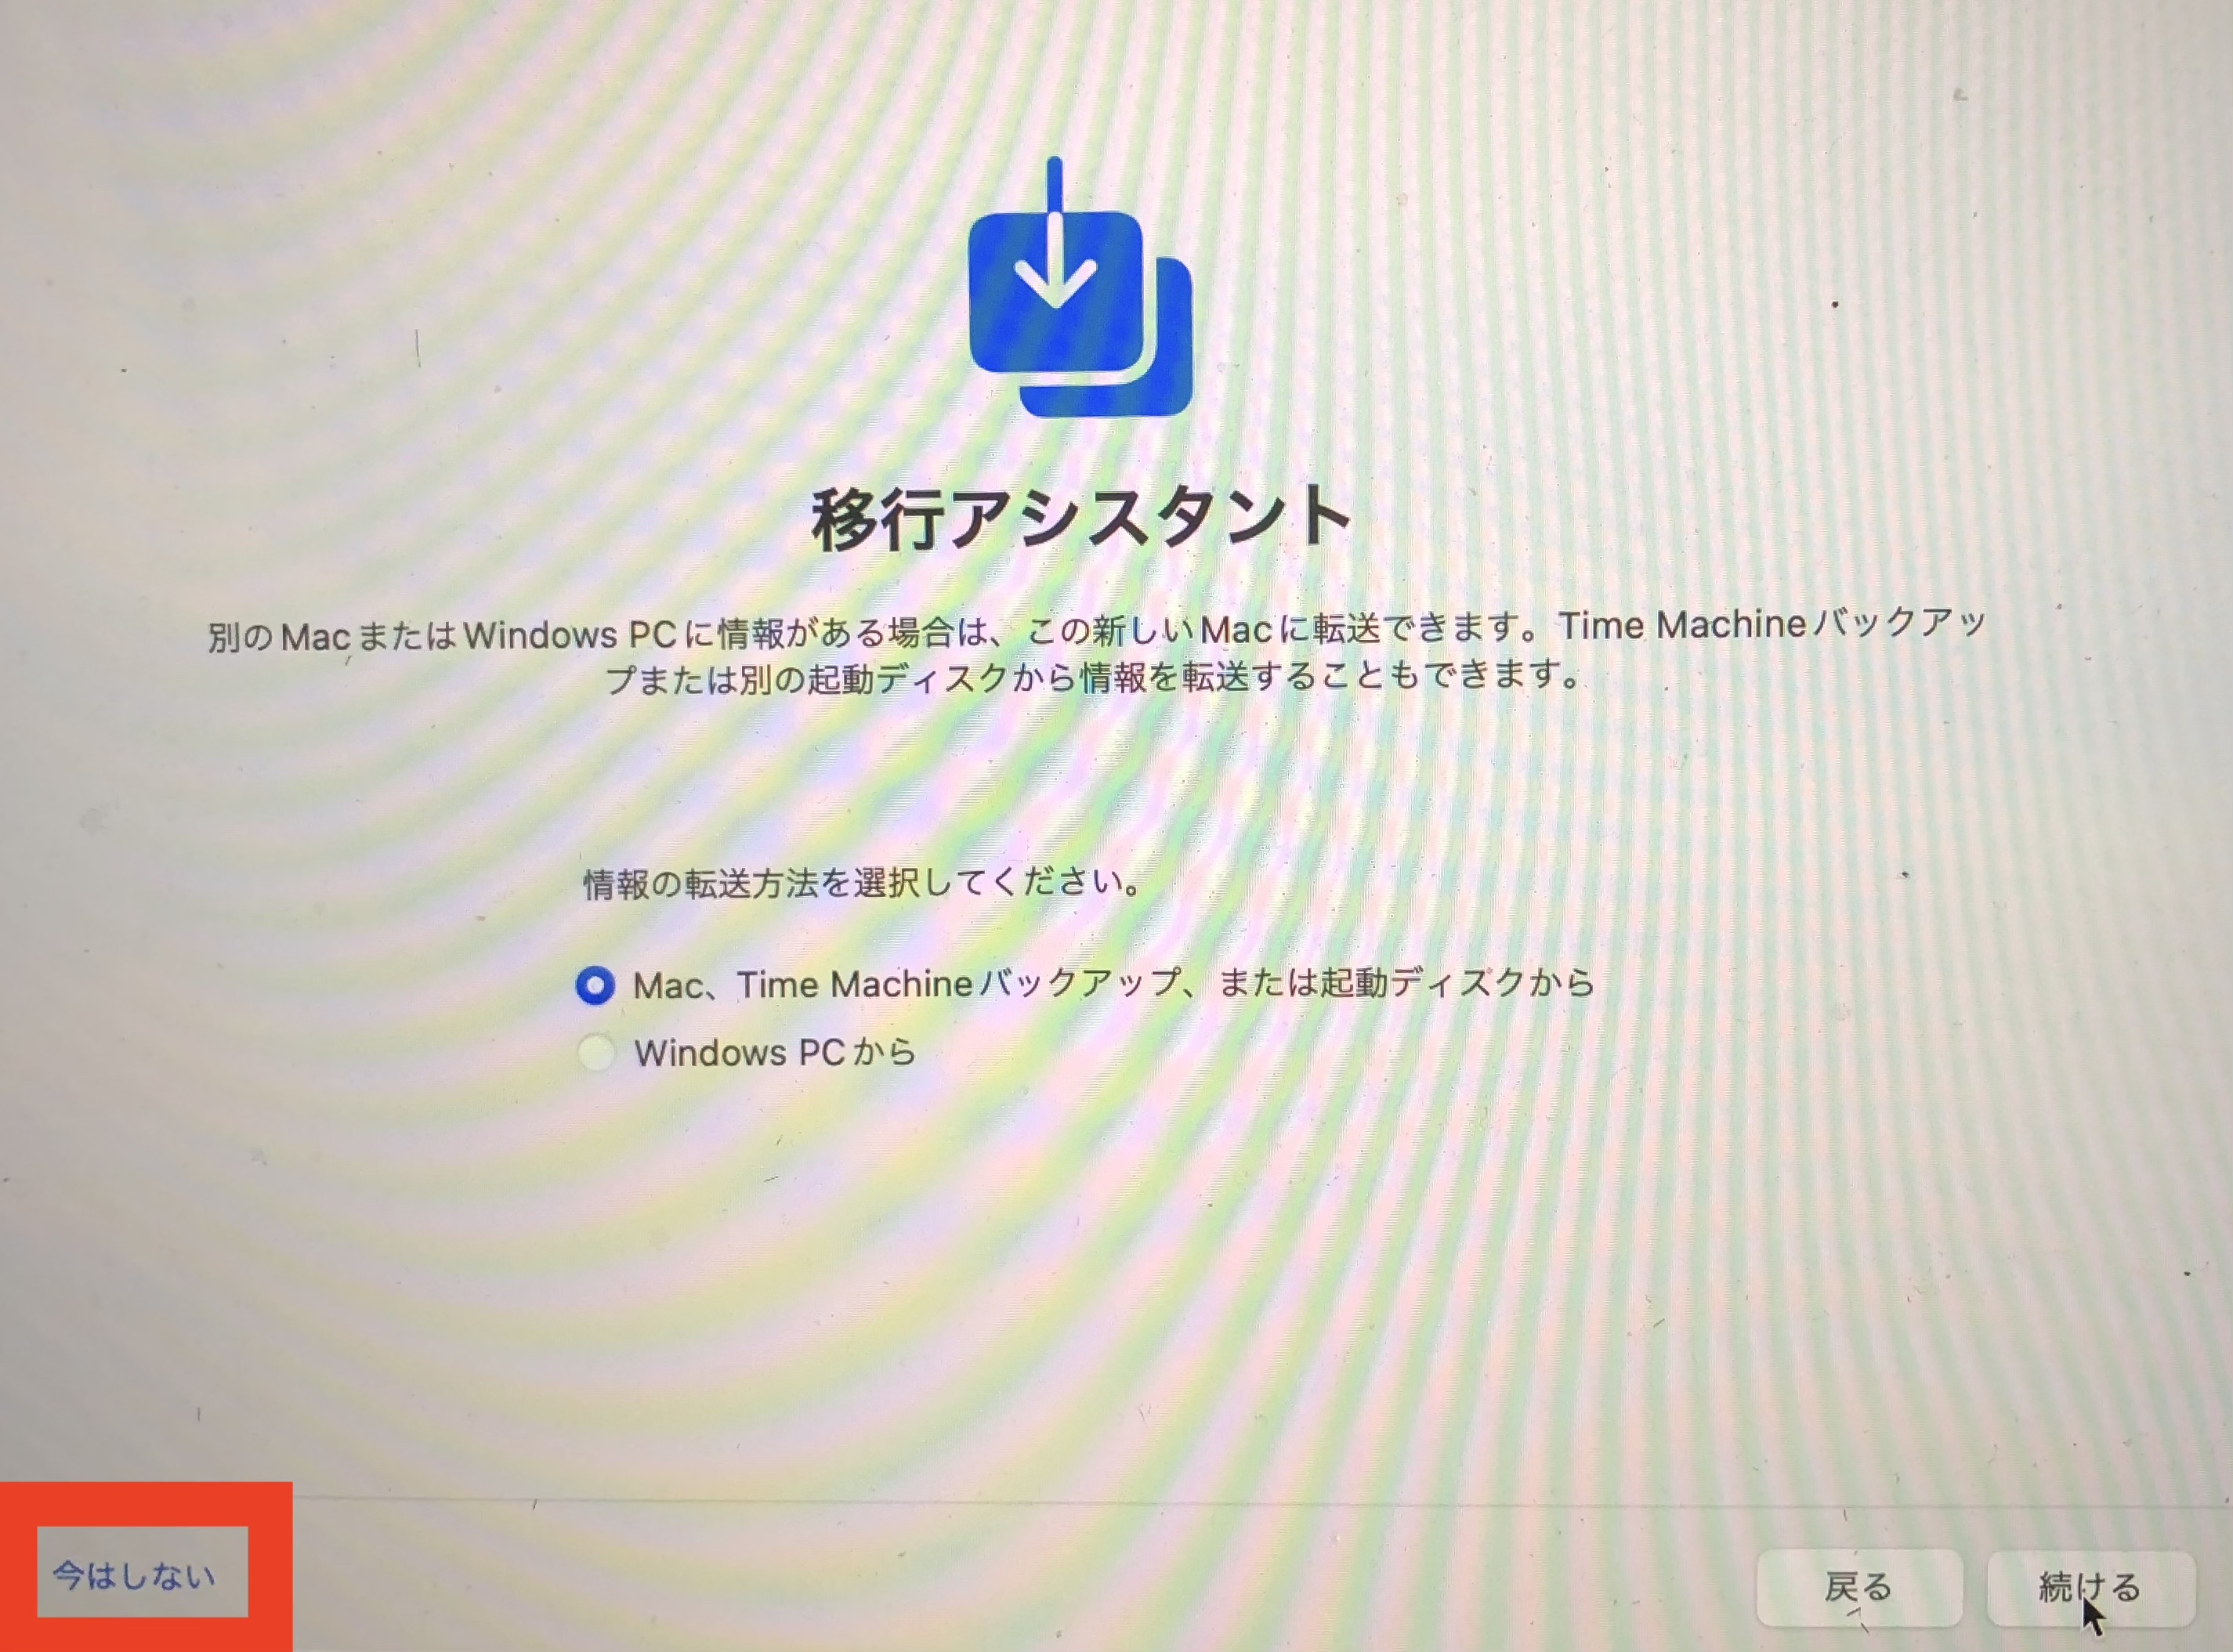 移行アシスタント
別のMacまたはWindows PCに情報がある場合は、この新しいMacに転送できます。Time Machineバックアッ
プまたは別の起動ディスクから情報を転送することもできます。
情報の転送方法を選択してください。
Mac、Time Machineバックアップ、または起動ディスクから
Windows PCから
今はしない
戻る
続ける